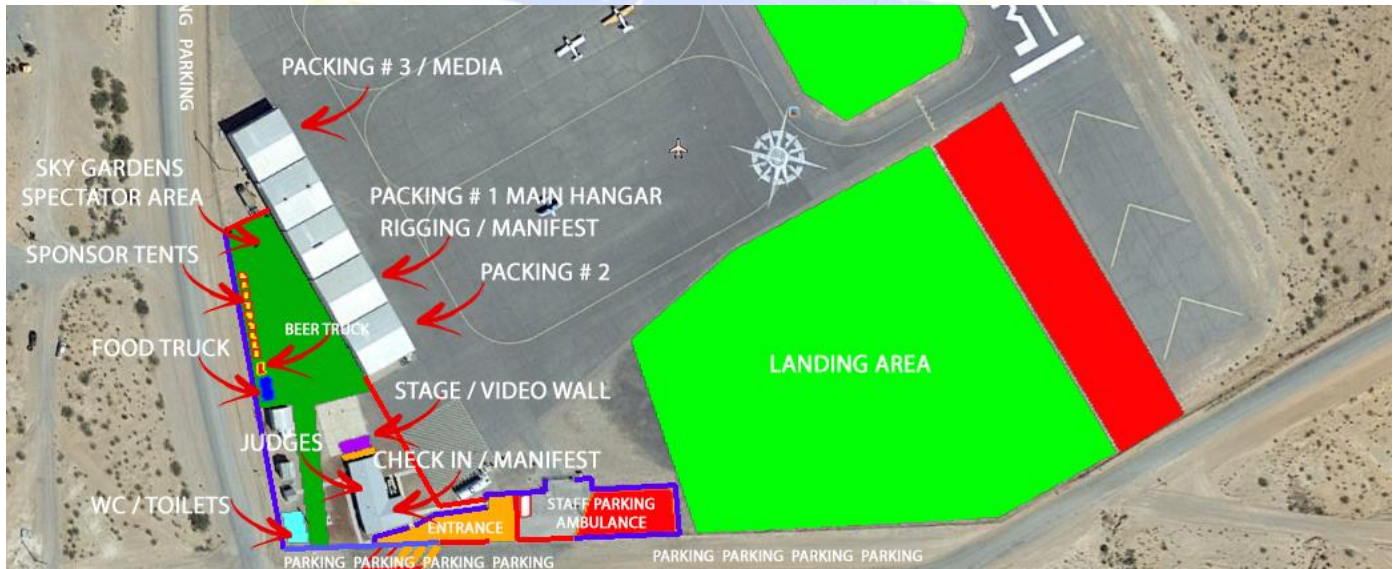 PARKING
PACKING # 3 / MEDIA
SKY GARDENS
SPECTATOR AREA
SPONSOR TENTS
PACKING # 1 MAIN HANGAR
RIGGING / MANIFEST
PACKING # 2
BEER TRUCK
FOOD TRUCK
LANDING AREA
STAGE / VIDEO WALL
JUDGES
CHECK IN / MANIFEST
WC / TOILETS
ENTRANCE
STAFF PARKING
AMBULANCE
PARKING PARKING PARKING PARKING
PARKING PARKING PARKING PARKING